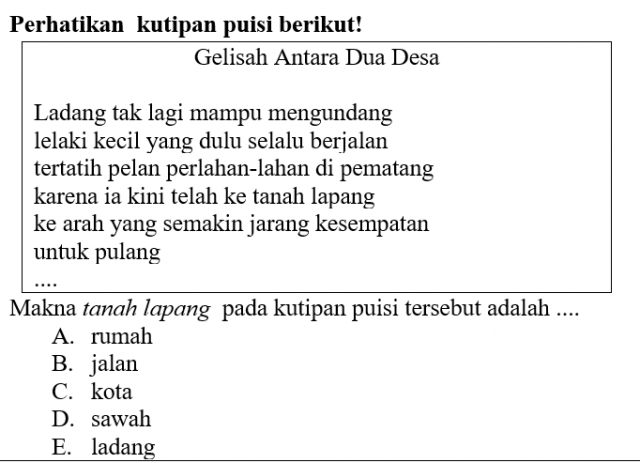 Perhatikan kutipan puisi berikut!
Gelisah Antara Dua Desa
Ladang tak lagi mampu mengundang
lelaki kecil yang dulu selalu berjalan
tertatih pelan perlahan-lahan di pematang
karena ia kini telah ke tanah lapang
ke arah yang semakin jarang kesempatan
untuk pulang
....
Makna tanah lapang pada kutipan puisi tersebut adalah ....
A. rumah
B. jalan
C. kota
D. sawah
E. ladang